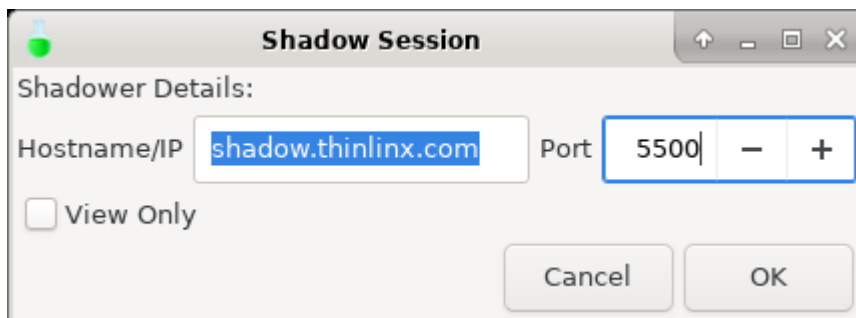 Shadow Session
Shadower Details:
Hostname/IP shadow.thinlinx.com Port 5500 − +
View Only
Cancel OK